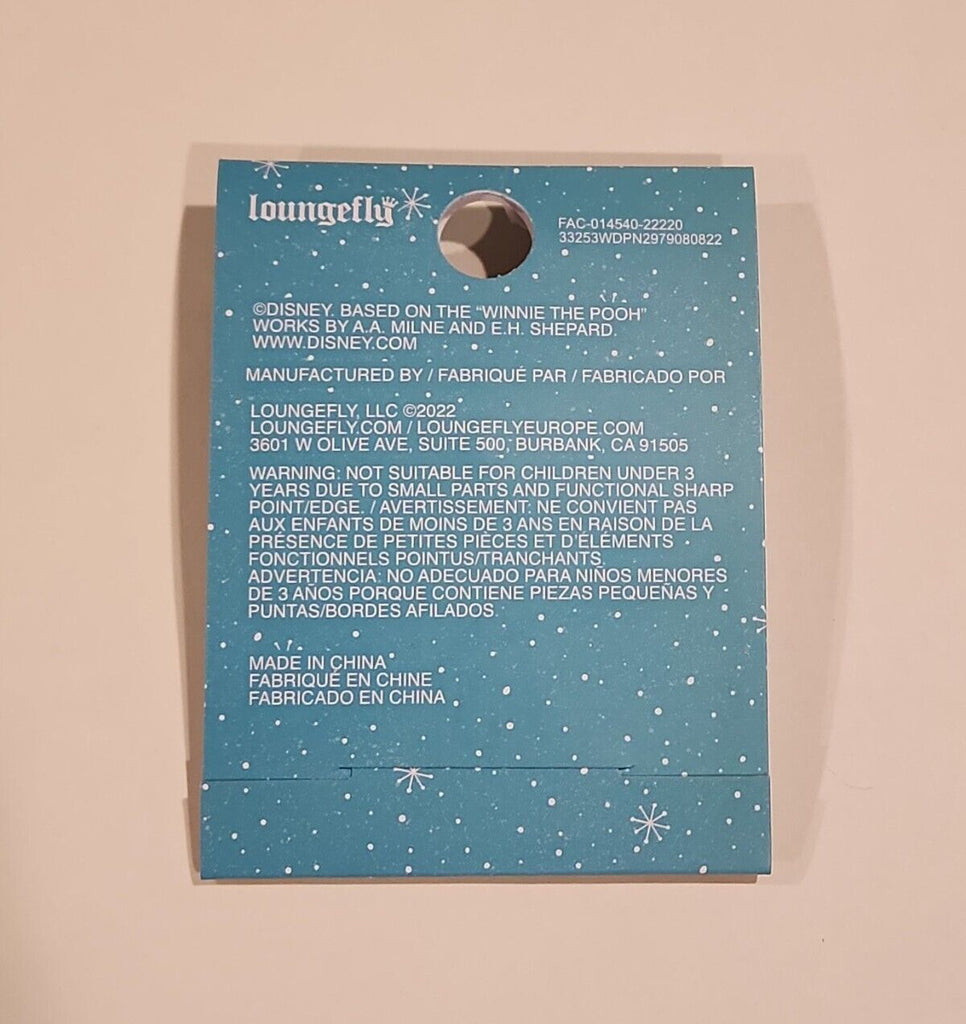 loungefly
FAC-014540-22220
33253WDPN2979080822
©DISNEY. BASED ON THE "WINNIE THE POOH"
WORKS BY A.A. MILNE AND E.H. SHEPARD.
WWW.DISNEY.COM
MANUFACTURED BY / FABRIQUÉ PAR / FABRICADO POR
LOUNGEFLY, LLC ©2022
LOUNGEFLY.COM / LOUNGEFLYEUROPE.COM
3601 W OLIVE AVE, SUITE 500, BURBANK, CA 91505
WARNING: NOT SUITABLE FOR CHILDREN UNDER 3
YEARS DUE TO SMALL PARTS AND FUNCTIONAL SHARP
POINT/EDGE. / AVERTISSEMENT: NE CONVIENT PAS
AUX ENFANTS DE MOINS DE 3 ANS EN RAISON DE LA
PRÉSENCE DE PETITES PIÈCES ET D'ÉLÉMENTS
FONCTIONNELS POINTUS/TRANCHANTS.
ADVERTENCIA: NO ADECUADO PARA NIÑOS MENORES
DE 3 AÑOS PORQUE CONTIENE PIEZAS PEQUEÑAS Y
PUNTAS/BORDES AFILADOS.
MADE IN CHINA
FABRIQUÉ EN CHINE
FABRICADO EN CHINA